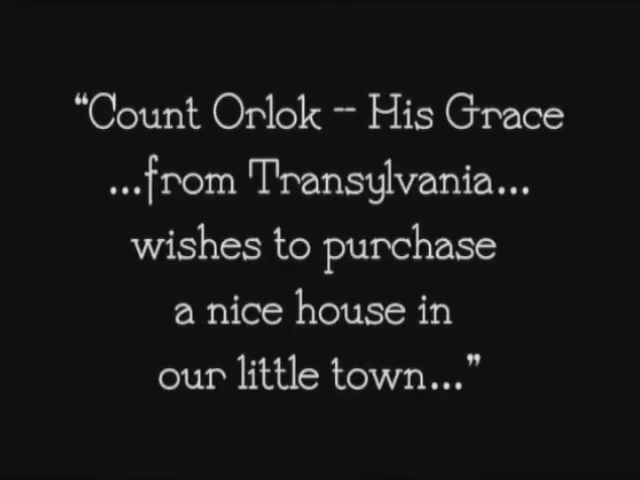 “Count Orlok -- His Grace
...from Transylvania...
wishes to purchase
a nice house in
our little town...”